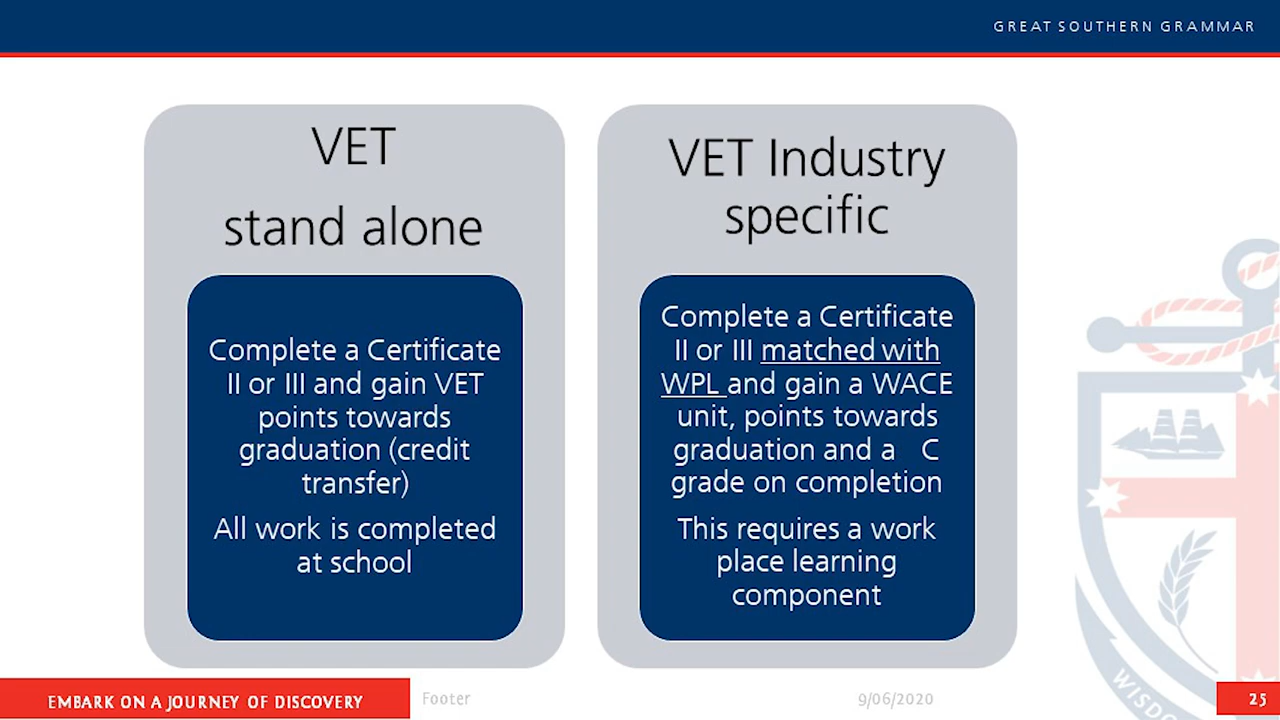 GREAT SOUTHERN GRAMMAR
VET
stand alone
Complete a Certificate
II or III and gain VET
points towards
graduation (credit
transfer)
All work is completed
at school
VET Industry
specific
Complete a Certificate
II or III matched with
WPL and gain a WACE
unit, points towards
graduation and a C
grade on completion
This requires a work
place learning
component
EMBARK ON A JOURNEY OF DISCOVERY
Footer
9/06/2020
25